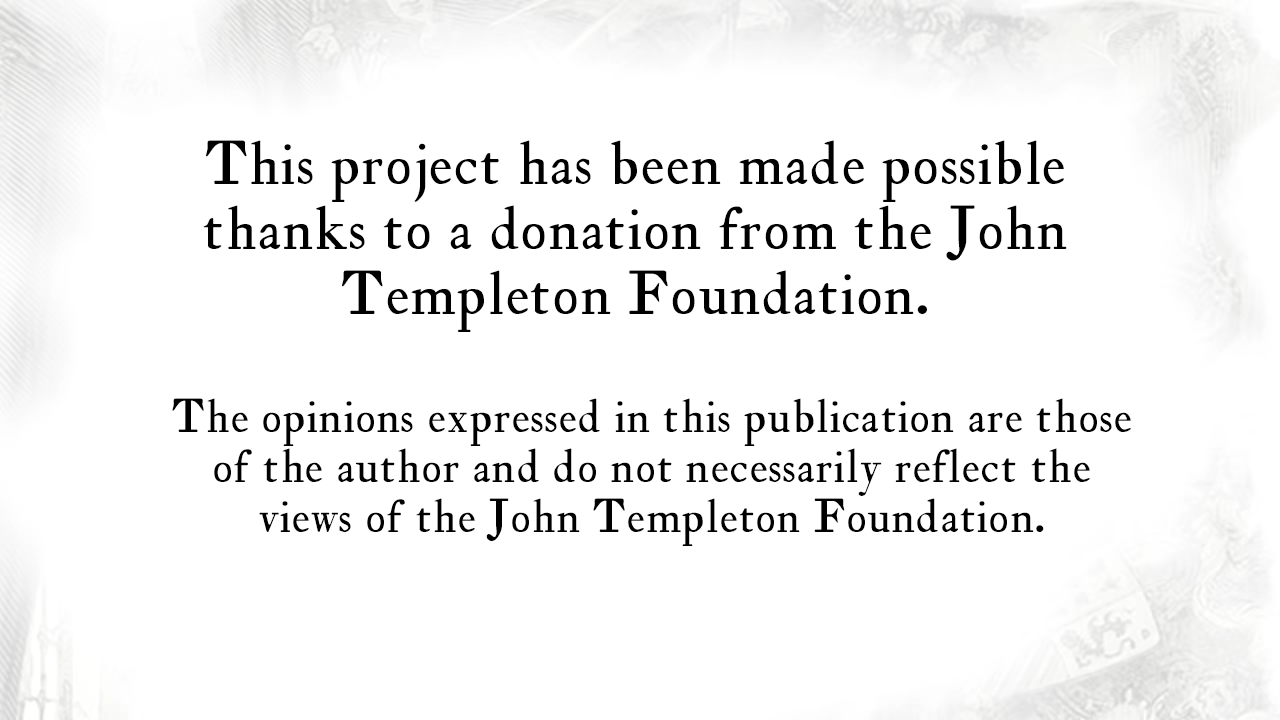 This project has been made possible
thanks to a donation from the John
Templeton Foundation.
The opinions expressed in this publication are those
of the author and do not necessarily reflect the
views of the John Templeton Foundation.